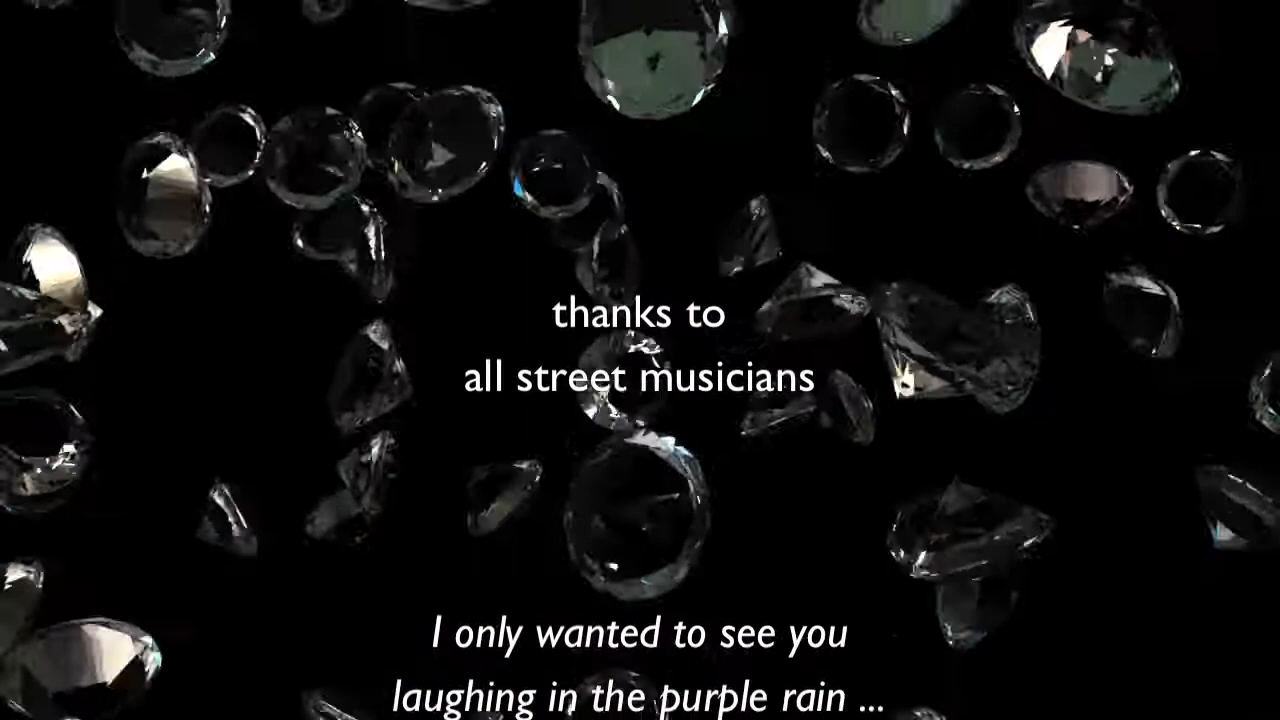 thanks to
all street musicians
I only wanted to see you
laughing in the purple rain ...